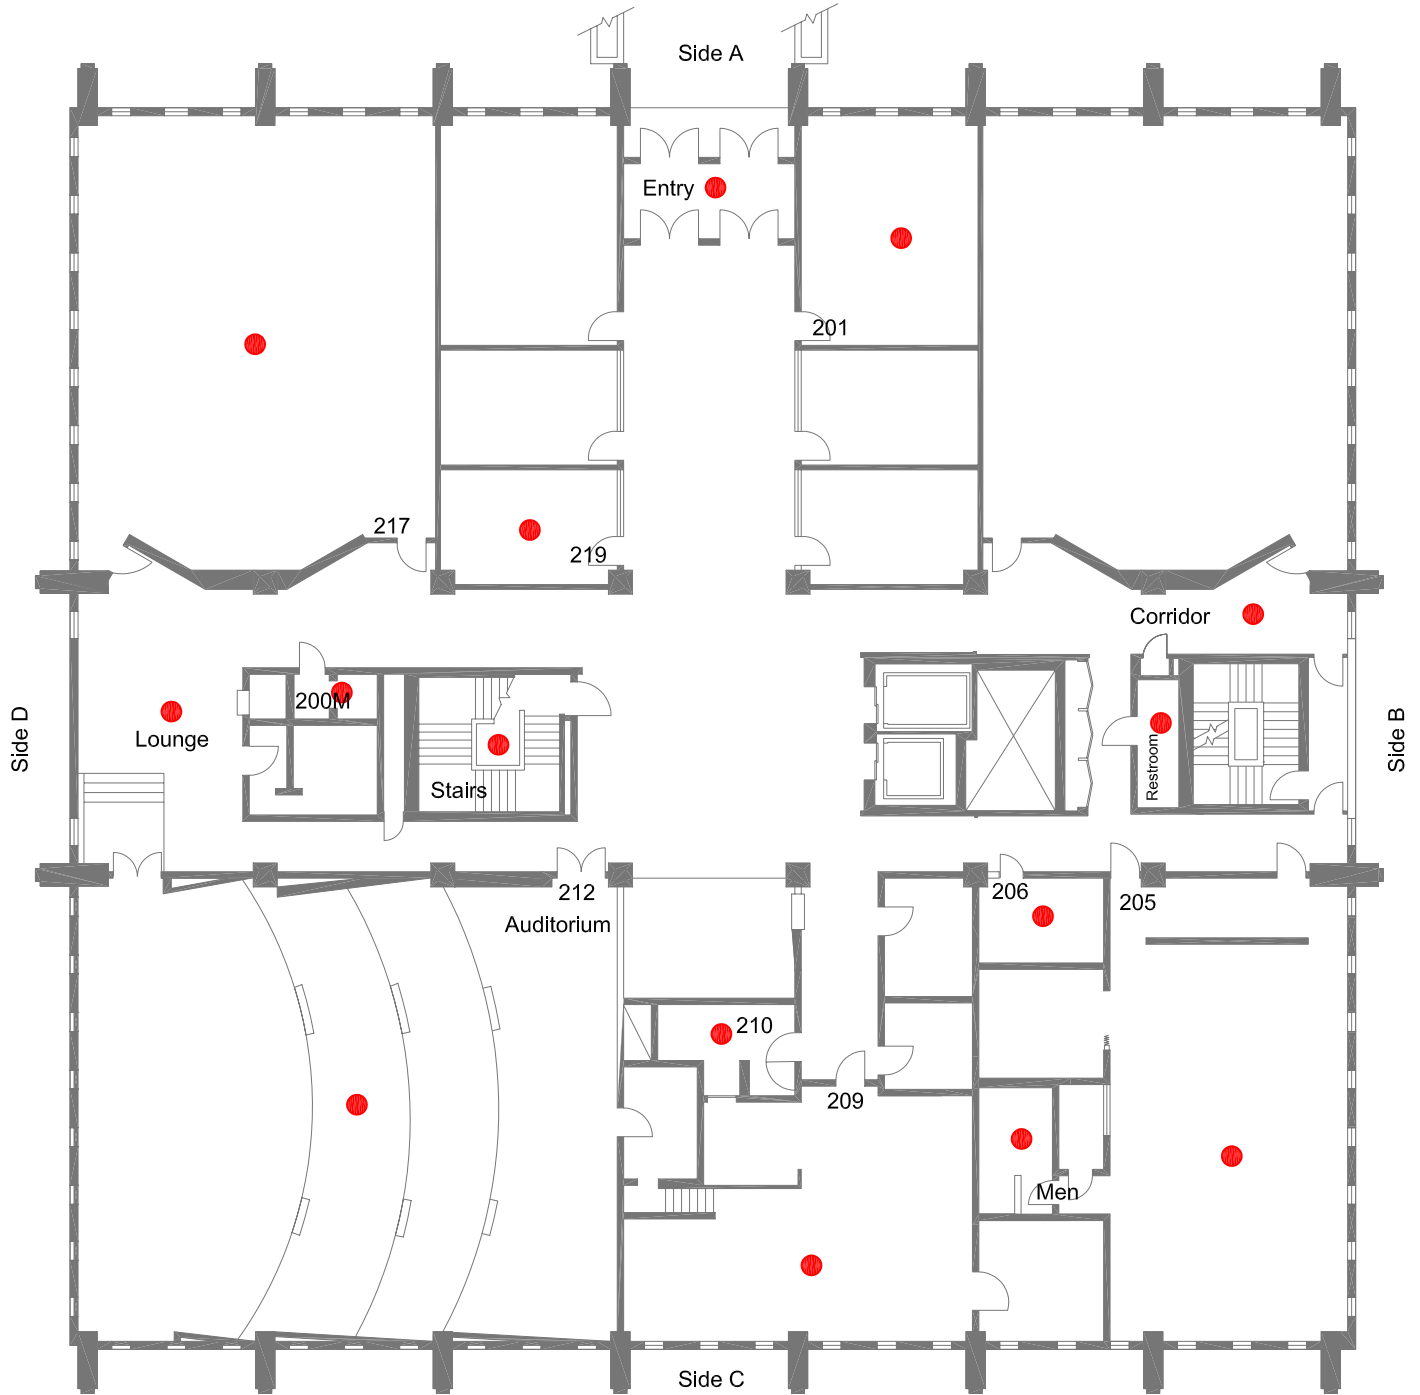 Side A
Entry
201
217
219
Corridor
200M
Lounge
Side D
Stairs
Restroom
Side B
212
Auditorium
206
205
210
209
Men
Side C